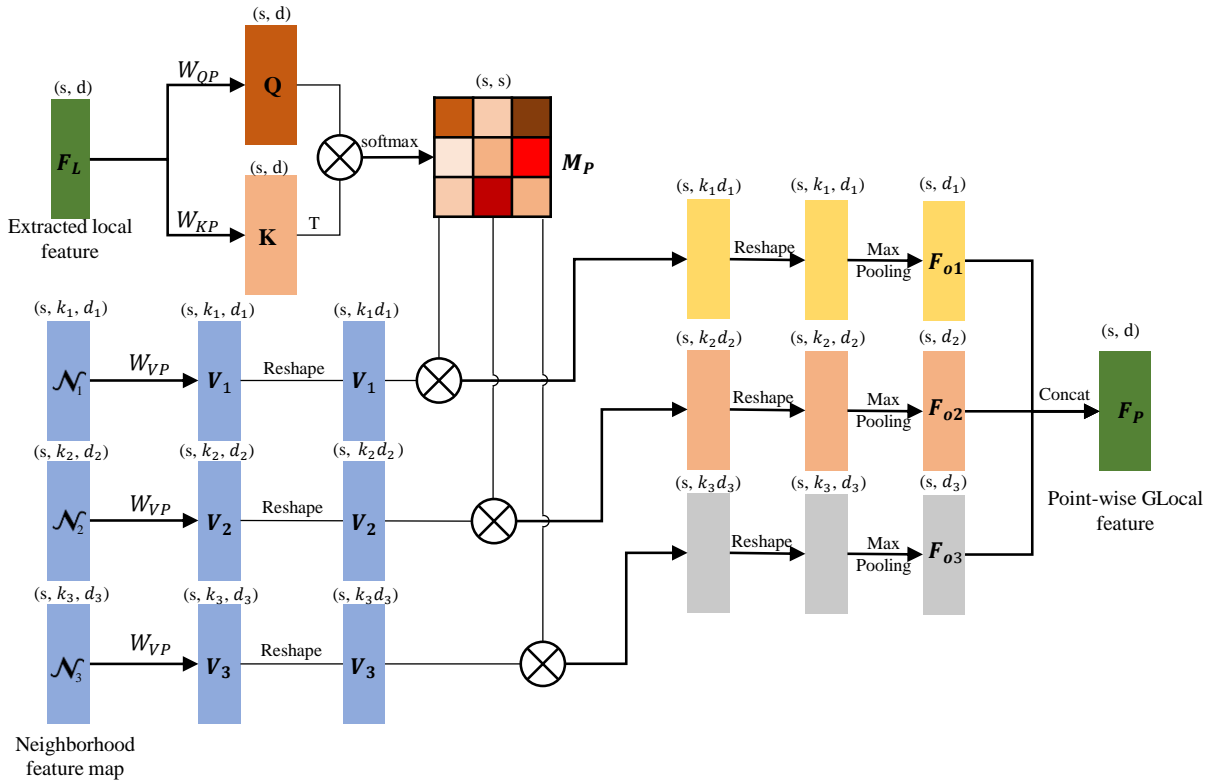 (s, d)
W_QP
Q
(s, d)
F_L
Extracted local
feature
(s, d)
W_KP
K
T
softmax
(s, s)
M_P
(s, k₁, d₁)
𝒩₁
W_VP
(s, k₁, d₁)
V₁
Reshape
(s, k₁d₁)
V₁
(s, k₂, d₂)
𝒩₂
W_VP
(s, k₂, d₂)
V₂
Reshape
(s, k₂d₂)
V₂
(s, k₃, d₃)
𝒩₃
W_VP
(s, k₃, d₃)
V₃
Reshape
(s, k₃d₃)
V₃
Neighborhood
feature map
(s, k₁d₁)
Reshape
(s, k₁, d₁)
Max
Pooling
(s, d₁)
F_o1
(s, k₂d₂)
Reshape
(s, k₂, d₂)
Max
Pooling
(s, d₂)
F_o2
(s, k₃d₃)
Reshape
(s, k₃, d₃)
Max
Pooling
(s, d₃)
F_o3
Concat
(s, d)
F_P
Point-wise GLocal
feature